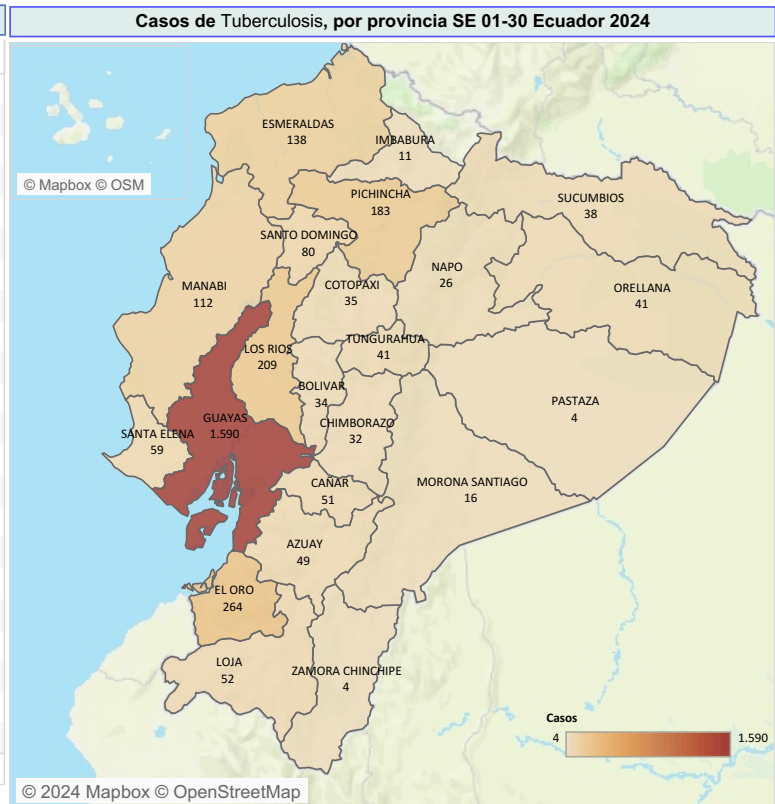 Casos de Tuberculosis, por provincia SE 01-30 Ecuador 2024
ESMERALDAS
138
IMBABURA
11
© Mapbox © OSM
PICHINCHA
183
SUCUMBIOS
38
SANTO DOMINGO
80
NAPO
26
MANABI
112
COTOPAXI
35
ORELLANA
41
TUNGURAHUA
41
LOS RIOS
209
BOLIVAR
34
PASTAZA
4
GUAYAS
1.590
CHIMBORAZO
32
SANTA ELENA
59
CAÑAR
51
MORONA SANTIAGO
16
AZUAY
49
EL ORO
264
LOJA
52
ZAMORA CHINCHIPE
4
Casos
4 1.590
© 2024 Mapbox © OpenStreetMap